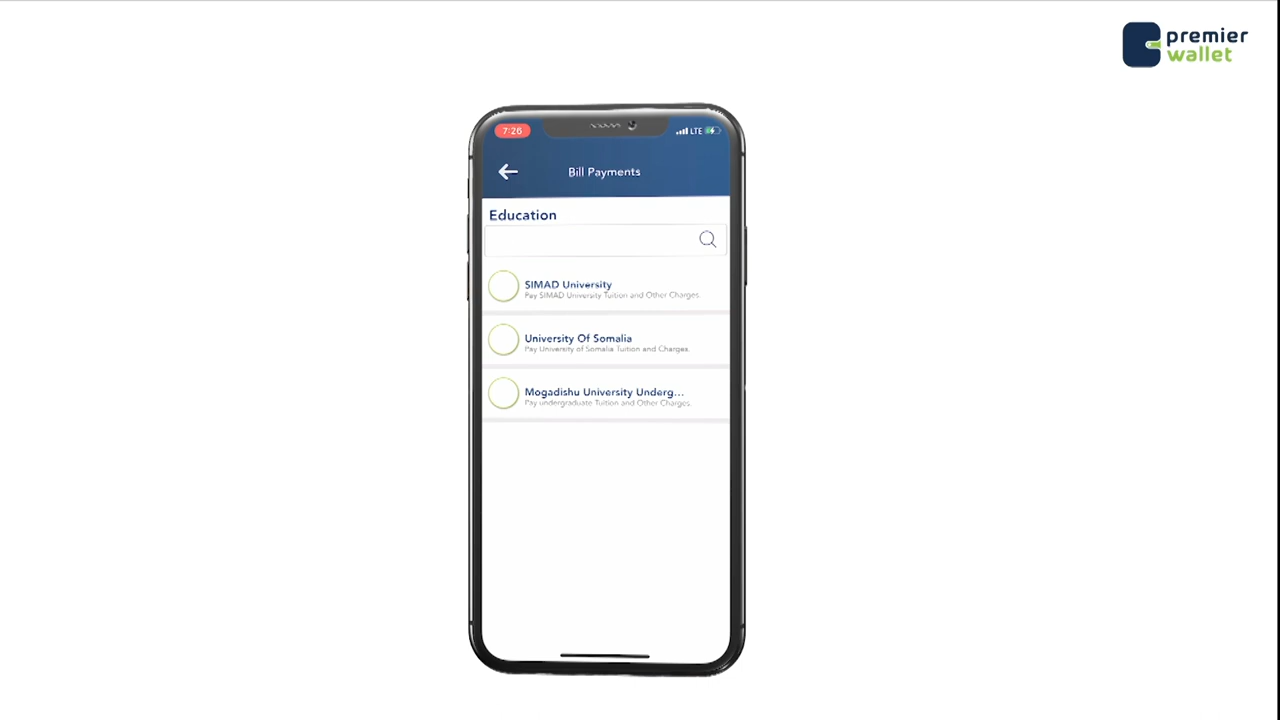 premier
wallet
7:26
LTE
Bill Payments
Education
SIMAD University
Pay SIMAD University Tuition and Other Charges.
University Of Somalia
Pay University of Somalia Tuition and Charges.
Mogadishu University Underg...
Pay undergraduate Tuition and Other Charges.